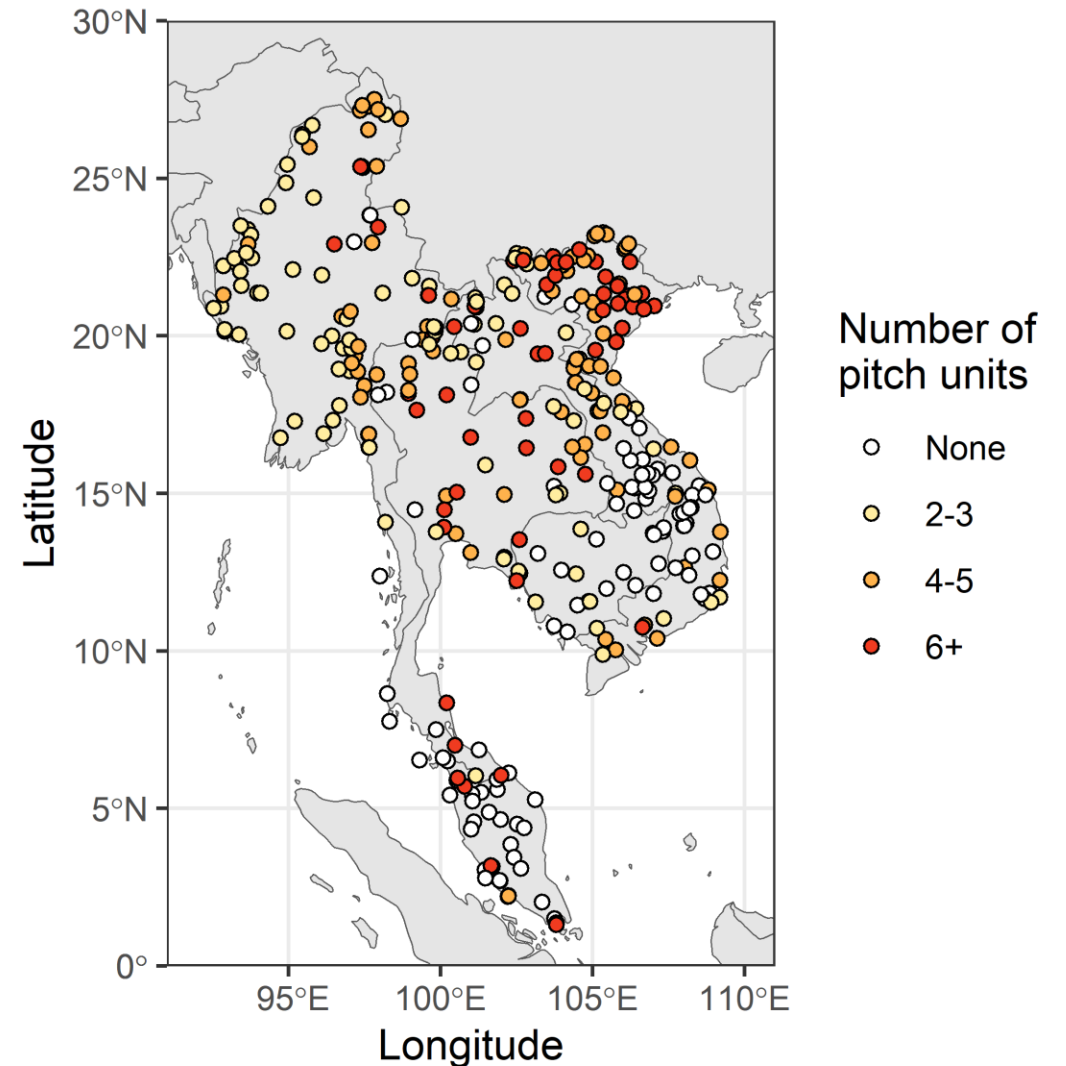 30°N
25°N
20°N
15°N
10°N
5°N
0°
Latitude
95°E
100°E
105°E
110°E
Longitude
Number of
pitch units
None
2-3
4-5
6+